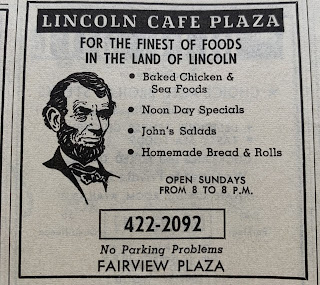 LINCOLN CAFE PLAZA
FOR THE FINEST OF FOODS
IN THE LAND OF LINCOLN
• Baked Chicken &
Sea Foods
• Noon Day Specials
• John's Salads
• Homemade Bread & Rolls
OPEN SUNDAYS
FROM 8 TO 8 P.M.
422-2092
No Parking Problems
FAIRVIEW PLAZA